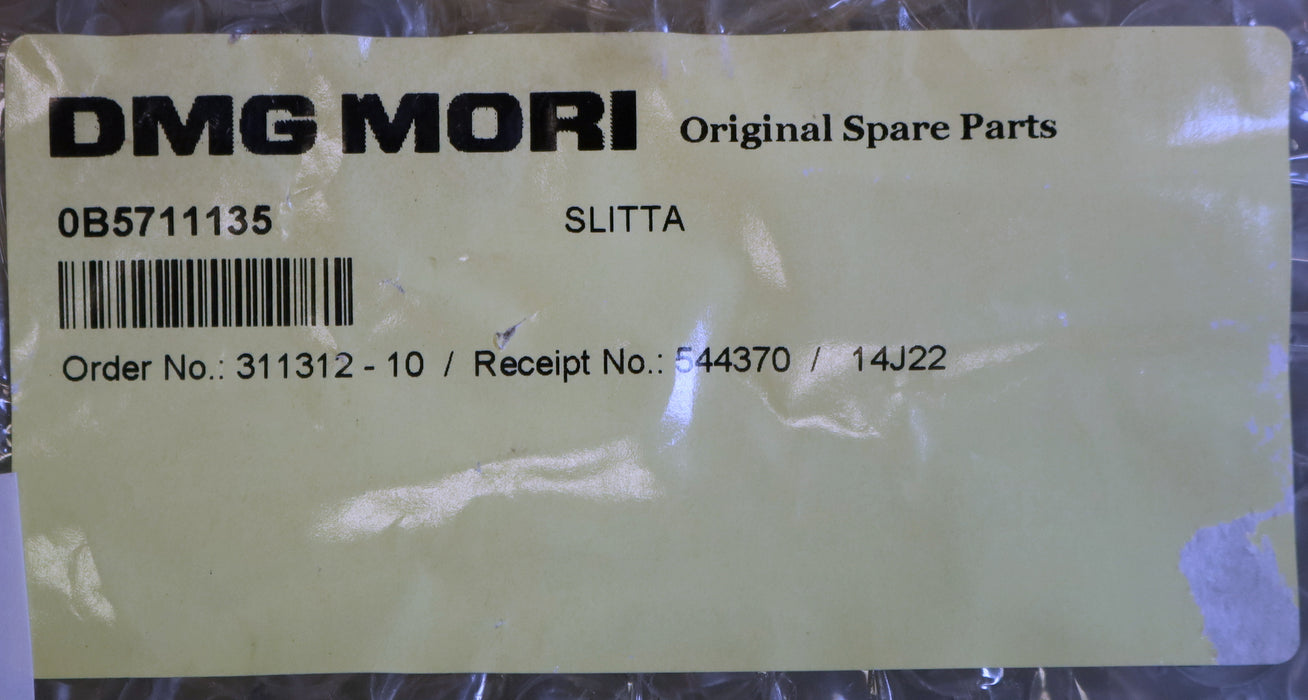 DMG MORI Original Spare Parts
0B5711135 SLITTA
Order No.: 311312 - 10 / Receipt No.: 544370 / 14J22